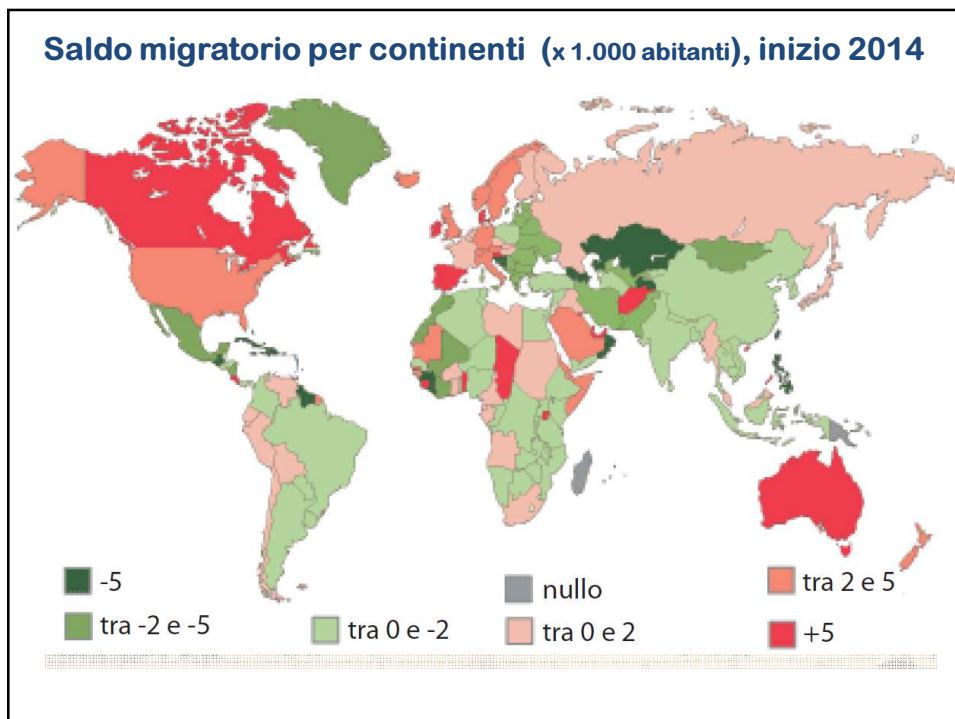 Saldo migratorio per continenti (x 1.000 abitanti), inizio 2014
-5
nullo
tra 2 e 5
tra -2 e -5
tra 0 e -2
tra 0 e 2
+5